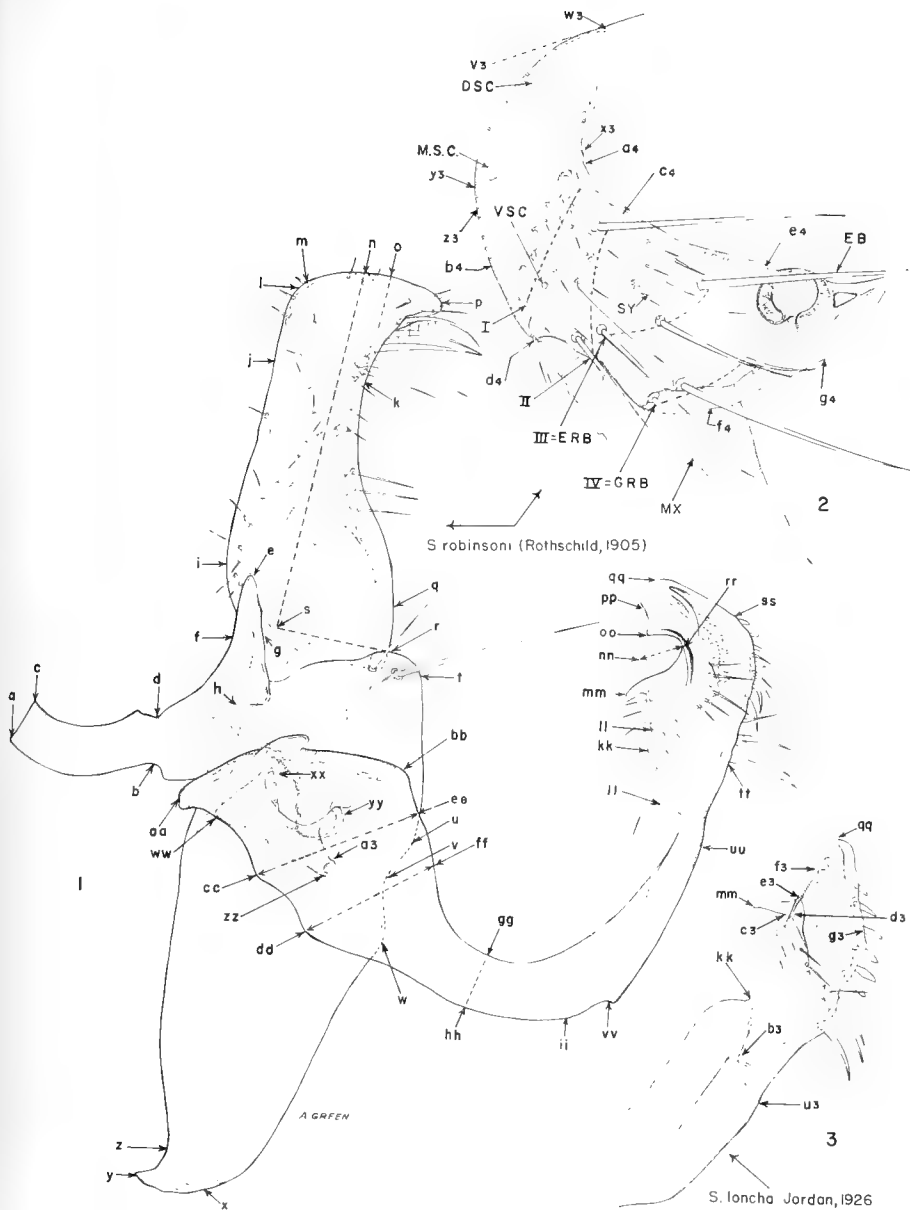 w3
v3
DSC
x3
a4
M.S.C.
y3
c4
VSC
z3
e4
EB
m
n
o
b4
l
p
SY
I
j
d4
g4
k
II
f4
III=ERB
IV=GRB
MX
2
S robinsoni (Rothschild, 1905)
e
i
q
qq
rr
pp
ss
s
oo
r
f
g
nn
c
a
d
h
t
mm
ll
kk
bb
b
xx
jj
tt
aa
yy
ee
qq
ww
u
uu
f3
a3
v
ff
e3
1
cc
mm
d3
zz
c3
g3
gg
kk
dd
w
b3
hh
ii
vv
A GREEN
u3
z
3
y
x
S. loncha Jordan, 1926